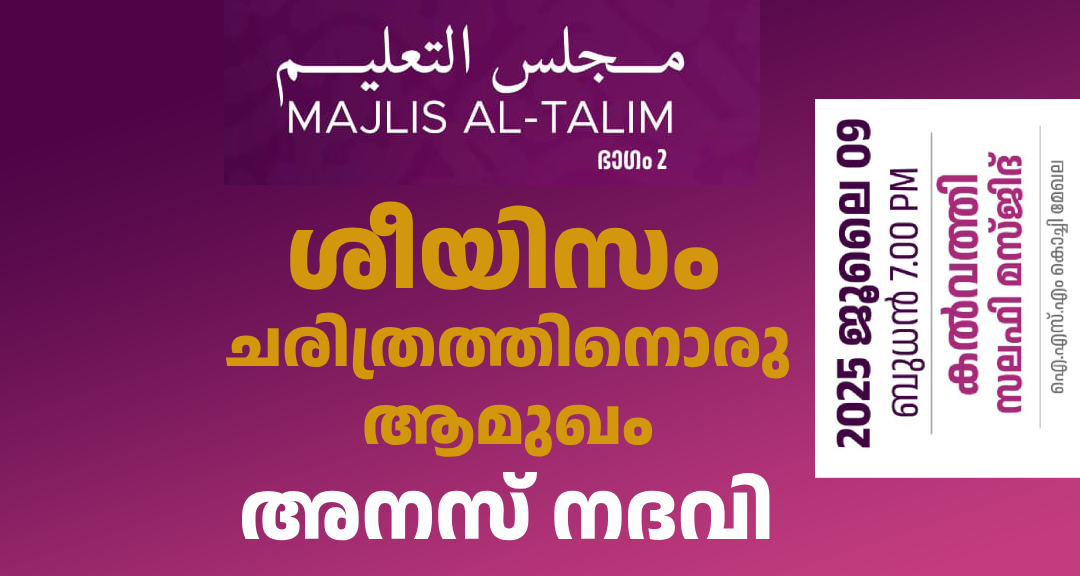 مجلس التعليم
MAJLIS AL-TALIM
ഭാഗം 2
ശീയിസം
ചരിത്രത്തിനൊരു
ആമുഖം
അനസ് നദവി
2025 ജൂലൈ 09
ബുധൻ 7.00 PM
കൽവത്തി
സലഫി മസ്ജിദ്
ഐ.എസ്.എം കൊച്ചി മേഖല